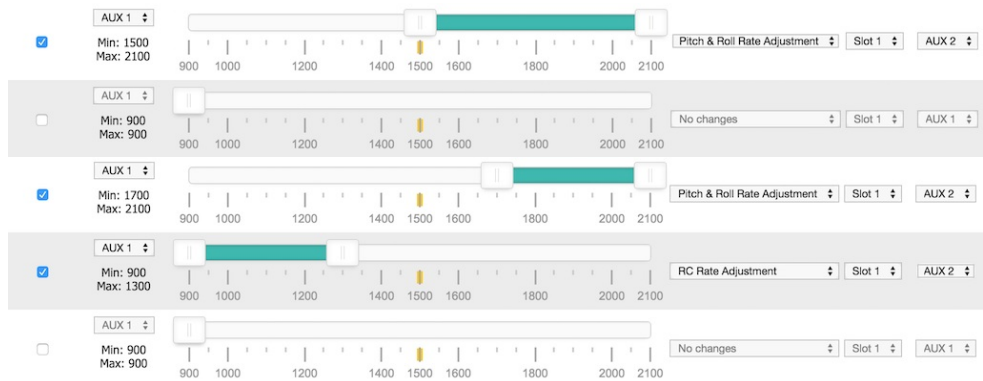 AUX 1
Min: 1500
Max: 2100
900 1000 1200 1400 1500 1600 1800 2000 2100
Pitch & Roll Rate Adjustment Slot 1 AUX 2
AUX 1
Min: 900
Max: 900
900 1000 1200 1400 1500 1600 1800 2000 2100
No changes Slot 1 AUX 1
AUX 1
Min: 1700
Max: 2100
900 1000 1200 1400 1500 1600 1800 2000 2100
Pitch & Roll Rate Adjustment Slot 1 AUX 2
AUX 1
Min: 900
Max: 1300
900 1000 1200 1400 1500 1600 1800 2000 2100
RC Rate Adjustment Slot 1 AUX 2
AUX 1
Min: 900
Max: 900
900 1000 1200 1400 1500 1600 1800 2000 2100
No changes Slot 1 AUX 1